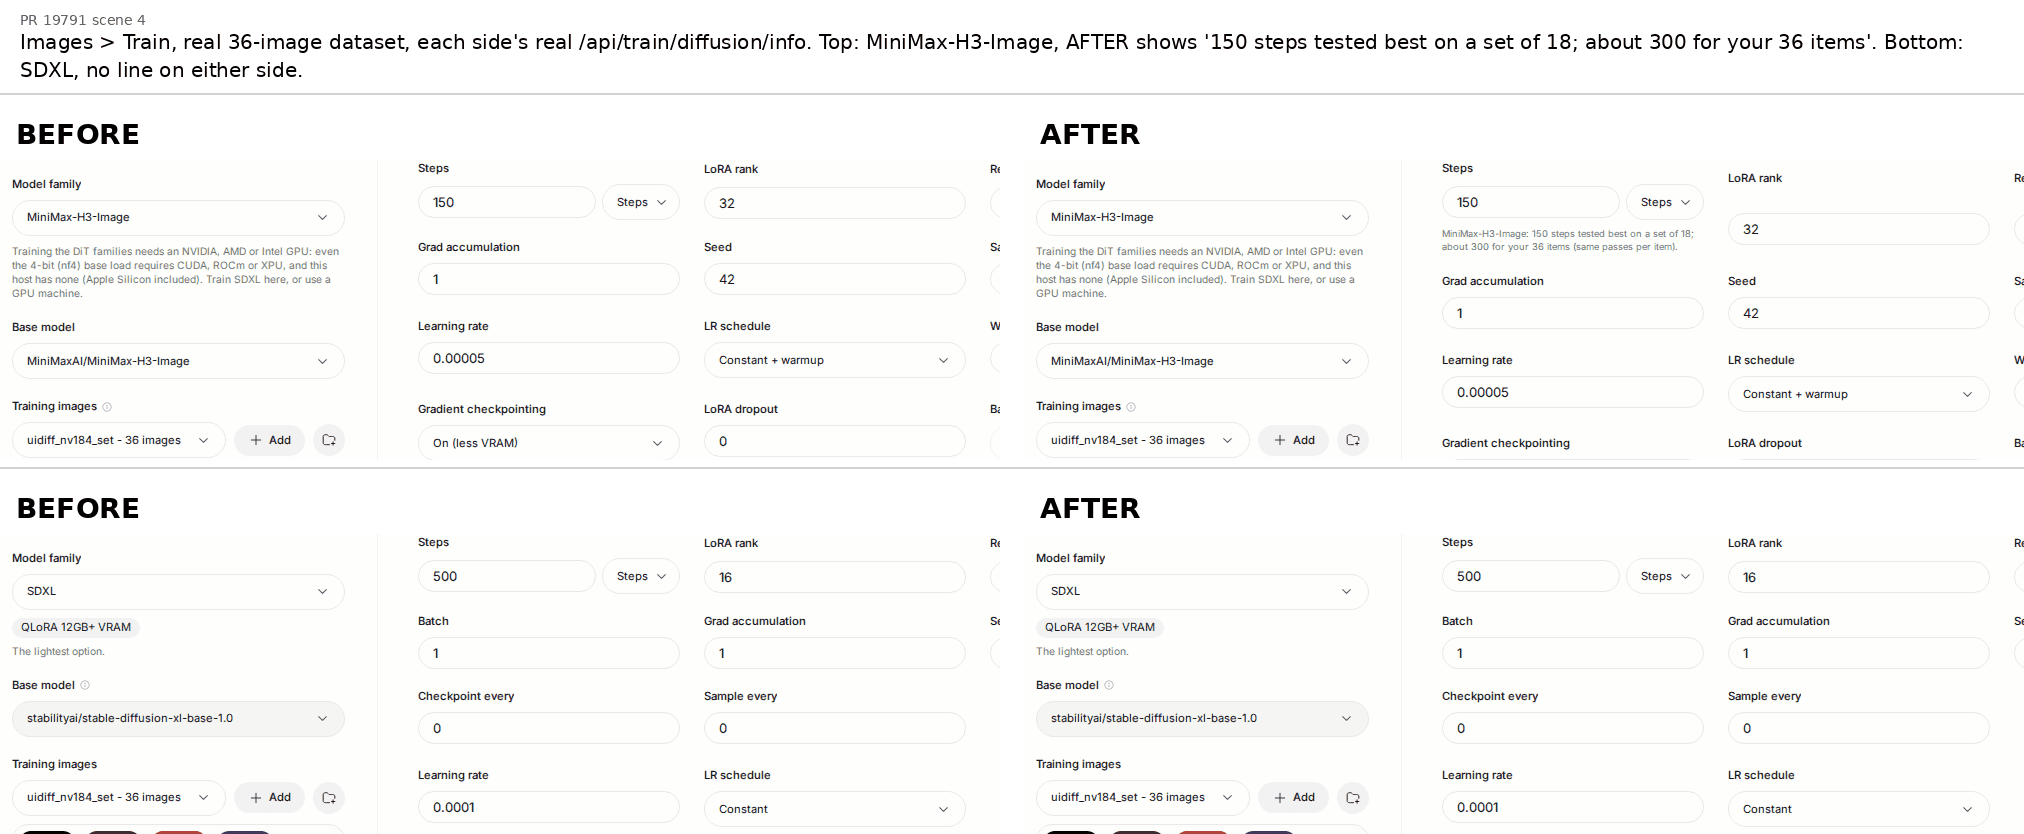 PR 19791 scene 4
Images > Train, real 36-image dataset, each side's real /api/train/diffusion/info. Top: MiniMax-H3-Image, AFTER shows '150 steps tested best on a set of 18; about 300 for your 36 items'. Bottom:
SDXL, no line on either side.
BEFORE
Model family
MiniMax-H3-Image
Training the DiT families needs an NVIDIA, AMD or Intel GPU: even
the 4-bit (nf4) base load requires CUDA, ROCm or XPU, and this
host has none (Apple Silicon included). Train SDXL here, or use a
GPU machine.
Base model
MiniMaxAI/MiniMax-H3-Image
Training images
uidiff_nv184_set - 36 images
Add
Steps
LoRA rank
Re
150
Steps
32
Grad accumulation
Seed
Sa
1
42
Learning rate
LR schedule
W
0.00005
Constant + warmup
Gradient checkpointing
LoRA dropout
Ba
On (less VRAM)
0
AFTER
Model family
MiniMax-H3-Image
Training the DiT families needs an NVIDIA, AMD or Intel GPU: even
the 4-bit (nf4) base load requires CUDA, ROCm or XPU, and this
host has none (Apple Silicon included). Train SDXL here, or use a
GPU machine.
Base model
MiniMaxAI/MiniMax-H3-Image
Training images
uidiff_nv184_set - 36 images
Add
Steps
LoRA rank
Re
150
Steps
32
MiniMax-H3-Image: 150 steps tested best on a set of 18;
about 300 for your 36 items (same passes per item).
Grad accumulation
Seed
Sa
1
42
Learning rate
LR schedule
W
0.00005
Constant + warmup
Gradient checkpointing
LoRA dropout
Ba
BEFORE
Model family
SDXL
QLoRA 12GB+ VRAM
The lightest option.
Base model
stabilityai/stable-diffusion-xl-base-1.0
Training images
uidiff_nv184_set - 36 images
Add
Steps
LoRA rank
Re
500
Steps
16
Batch
Grad accumulation
Se
1
1
Checkpoint every
Sample every
0
0
Learning rate
LR schedule
0.0001
Constant
AFTER
Model family
SDXL
QLoRA 12GB+ VRAM
The lightest option.
Base model
stabilityai/stable-diffusion-xl-base-1.0
Training images
uidiff_nv184_set - 36 images
Add
Steps
LoRA rank
Re
500
Steps
16
Batch
Grad accumulation
Se
1
1
Checkpoint every
Sample every
0
0
Learning rate
LR schedule
0.0001
Constant